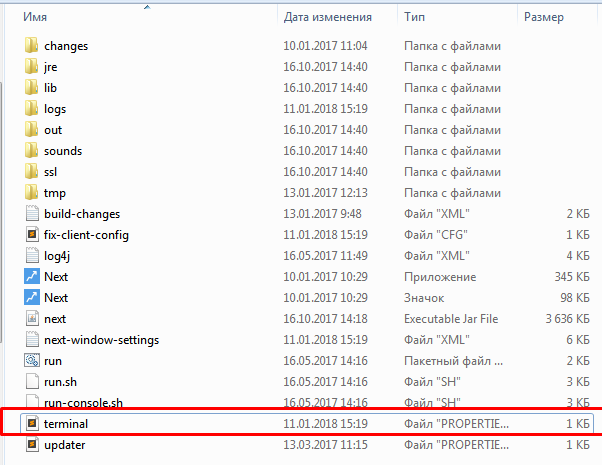 Имя Дата изменения Тип Размер
changes 10.01.2017 11:04 Папка с файлами
jre 16.10.2017 14:40 Папка с файлами
lib 16.10.2017 14:40 Папка с файлами
logs 11.01.2018 15:19 Папка с файлами
out 16.10.2017 14:40 Папка с файлами
sounds 16.10.2017 14:40 Папка с файлами
ssl 16.10.2017 14:40 Папка с файлами
tmp 13.01.2017 12:13 Папка с файлами
build-changes 13.01.2017 9:48 Файл "XML" 2 КБ
fix-client-config 11.01.2018 15:19 Файл "CFG" 1 КБ
log4j 16.05.2017 11:49 Файл "XML" 4 КБ
Next 10.01.2017 10:29 Приложение 345 КБ
Next 10.01.2017 10:29 Значок 98 КБ
next 16.10.2017 14:18 Executable Jar File 3 636 КБ
next-window-settings 11.01.2018 15:19 Файл "XML" 6 КБ
run 16.05.2017 14:16 Пакетный файл ... 2 КБ
run.sh 16.05.2017 14:16 Файл "SH" 3 КБ
run-console.sh 16.05.2017 14:16 Файл "SH" 3 КБ
terminal 11.01.2018 15:19 Файл "PROPERTIE... 1 КБ
updater 13.03.2017 11:15 Файл "PROPERTIE... 1 КБ